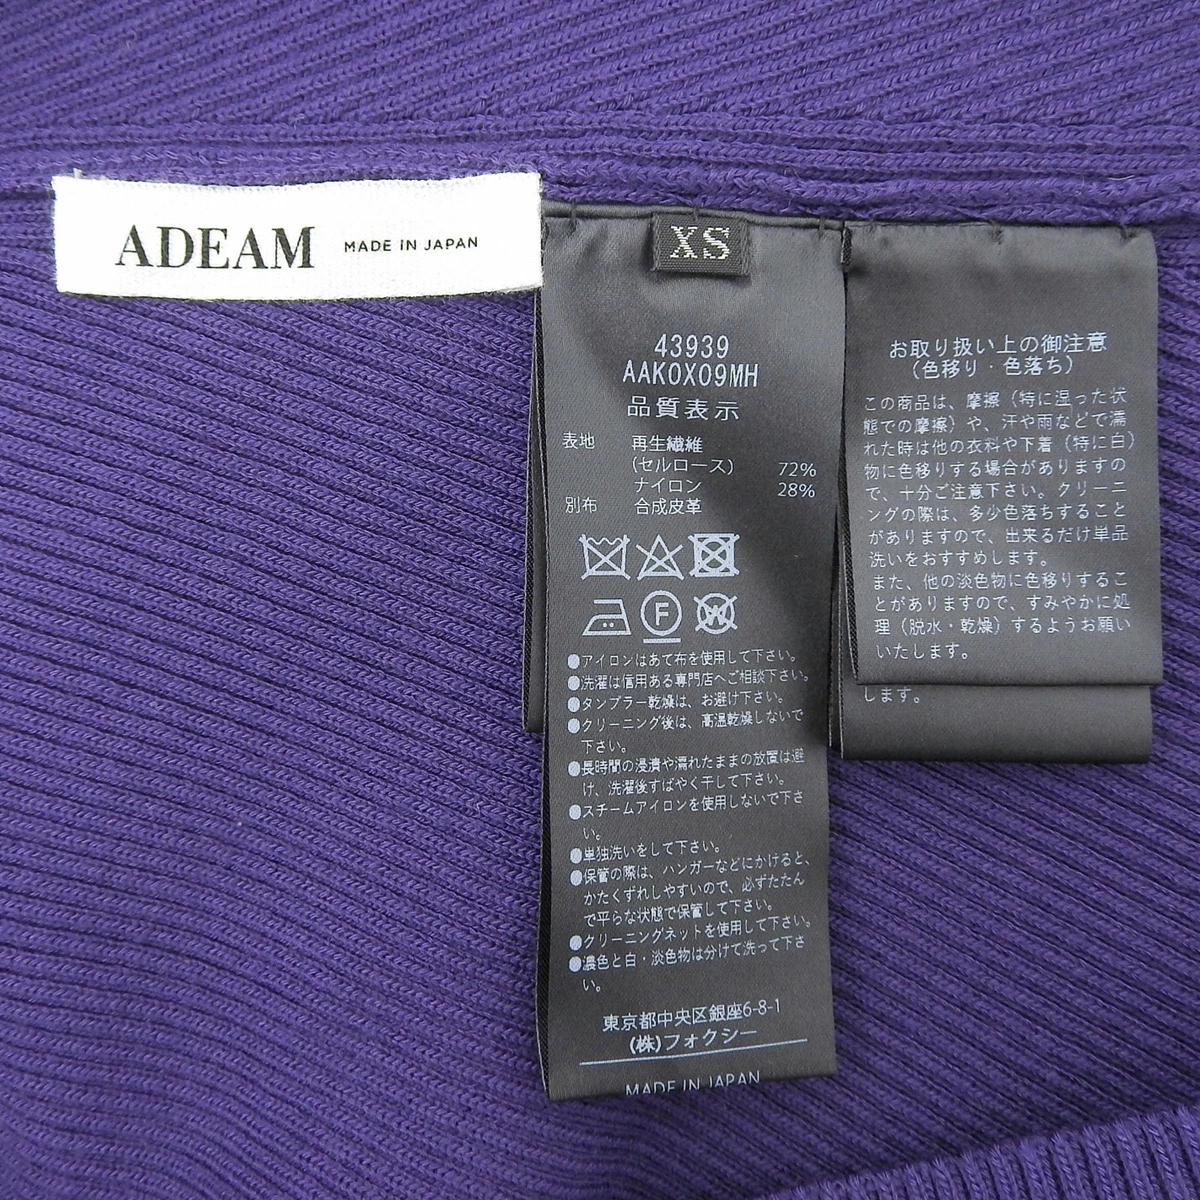 ADEAM MADE IN JAPAN
XS
43939
AAK0X09MH
品質表示
表地 再生繊維
(セルロース) 72%
ナイロン 28%
別布 合成皮革
F
W
●アイロンはあて布を使用して下さい。
●洗濯は信用ある専門店へご相談下さい。
●タンブラー乾燥は、お避け下さい。
●クリーニング後は、高温乾燥しないで
下さい。
●長時間の浸漬や濡れたままの放置は避
け、洗濯後すばやく干して下さい。
●スチームアイロンを使用しないで下さ
い。
●単独洗いをして下さい。
●保管の際は、ハンガーなどにかけると、
かたくずれしやすいので、必ずたたん
で平らな状態で保管して下さい。
●クリーニングネットを使用して下さい。
●濃色と白・淡色物は分けて洗って下さ
い。
東京都中央区銀座6-8-1
(株)フォクシー
MADE IN JAPAN
お取り扱い上の御注意
(色移り・色落ち)
この商品は、摩擦(特に湿った状
態での摩擦)や、汗や雨などで濡
れた時は他の衣料や下着(特に白)
物に色移りする場合がありますの
で、十分ご注意下さい。クリーニ
ングの際は、多少色落ちすること
がありますので、出来るだけ単品
洗いをおすすめします。
また、他の淡色物に色移りするこ
とがありますので、すみやかに処
理(脱水・乾燥)するようお願い
いたします。
します。